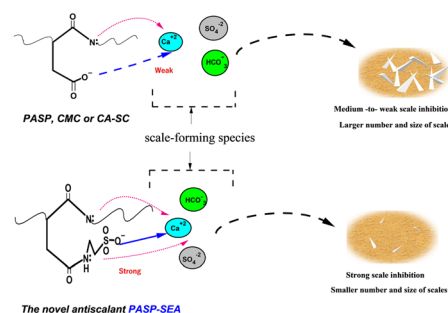 O
N:
Ca+2
SO4-2
HCO-3
O
O-
Weak
PASP, CMC or CA-SC
Medium -to- weak scale inhibition
Larger number and size of scale
scale-forming species
O
N:
HCO-3
O
S
O-
O
Ca+2
O
N:
H
SO4-2
Strong
Strong scale inhibition
Smaller number and size of scales
The novel antiscalant PASP-SEA